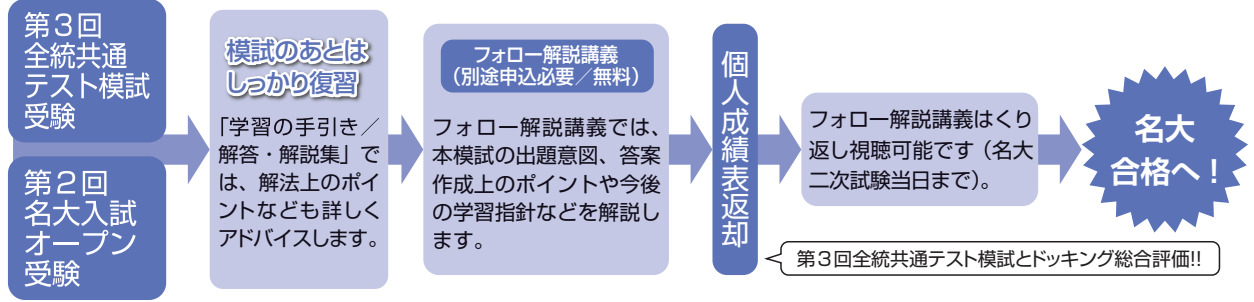 第3回
全統共通
テスト模試
受験
第2回
名大入試
オープン
受験
模試のあとは
しっかり復習
「学習の手引き／
解答・解説集」で
は、解法上のポイ
ントなども詳しく
アドバイスします。
フォロー解説講義
（別途申込必要／無料）
フォロー解説講義では、
本模試の出題意図、答案
作成上のポイントや今後
の学習指針などを解説し
ます。
個人成績表返却
フォロー解説講義はくり
返し視聴可能です（名大
二次試験当日まで）。
名大
合格へ！
第3回全統共通テスト模試とドッキング総合評価!!